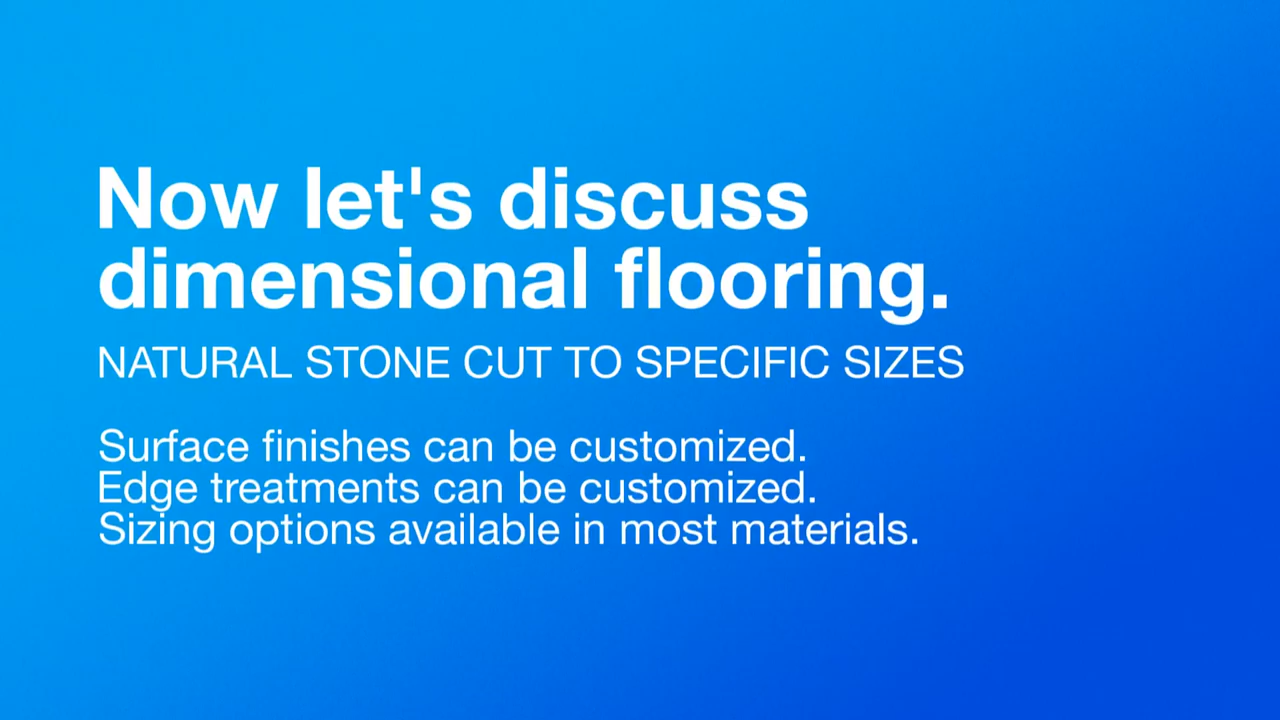 Now let's discuss
dimensional flooring.
NATURAL STONE CUT TO SPECIFIC SIZES
Surface finishes can be customized.
Edge treatments can be customized.
Sizing options available in most materials.